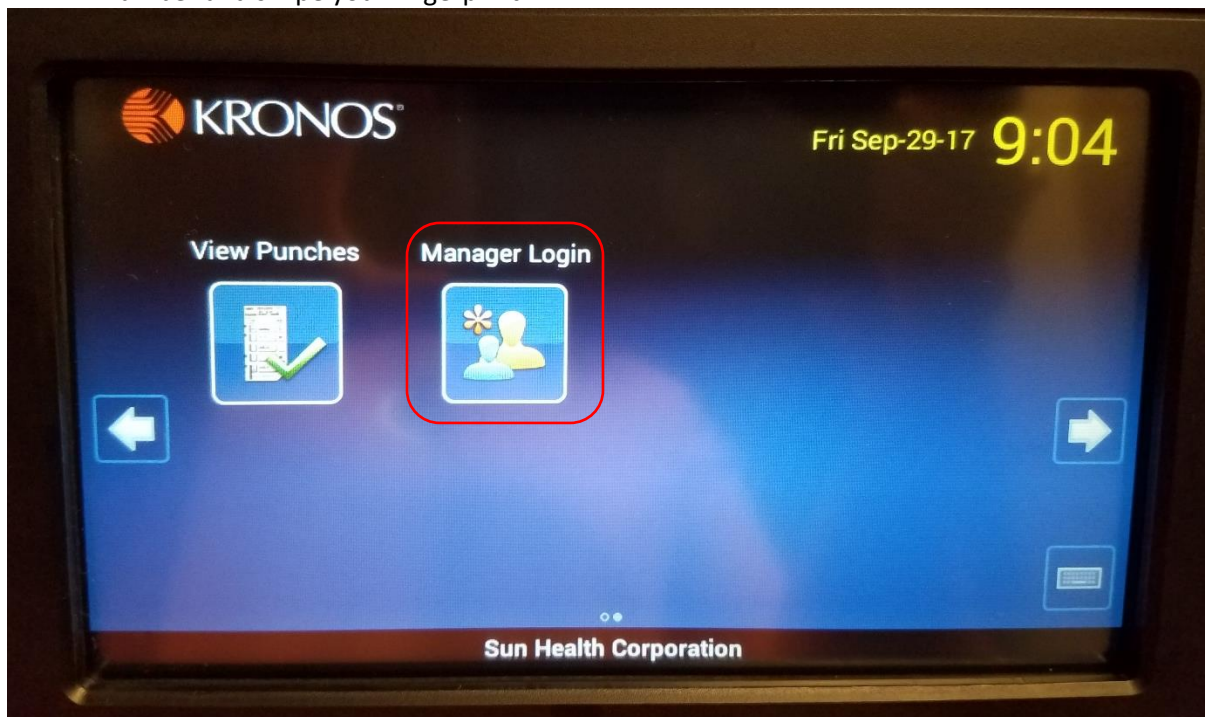 KRONOS
Fri Sep-29-17 9:04
View Punches
Manager Login
Sun Health Corporation